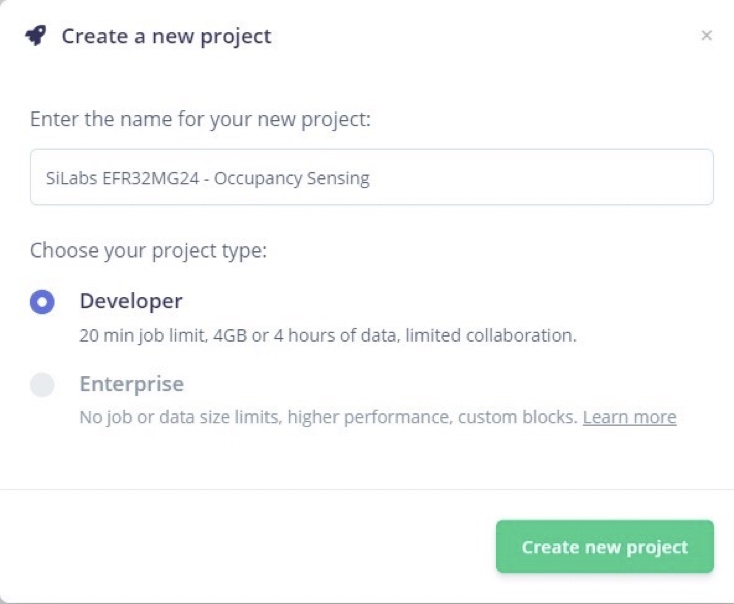 Create a new project
Enter the name for your new project:
SiLabs EFR32MG24 - Occupancy Sensing
Choose your project type:
Developer
20 min job limit, 4GB or 4 hours of data, limited collaboration.
Enterprise
No job or data size limits, higher performance, custom blocks. Learn more
Create new project